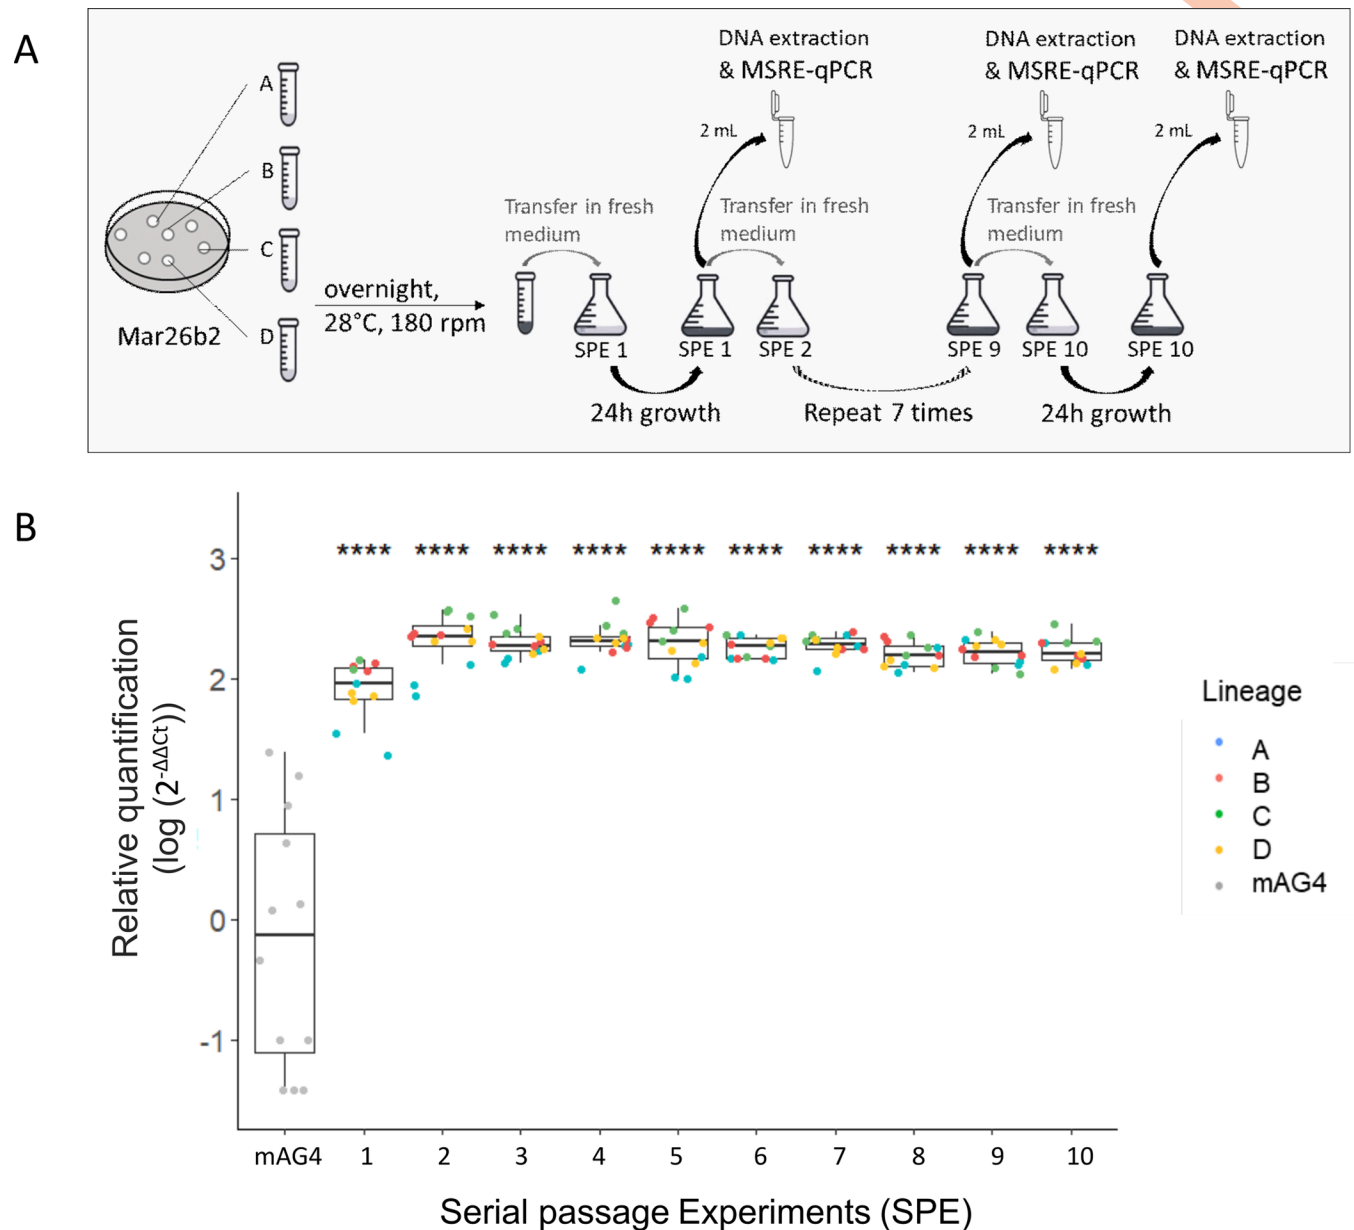 A
DNA extraction
& MSRE-qPCR
DNA extraction
& MSRE-qPCR
DNA extraction
& MSRE-qPCR
A
B
C
D
2 mL
2 mL
2 mL
Transfer in fresh
medium
Transfer in fresh
medium
Transfer in fresh
medium
Mar26b2
overnight,
28°C, 180 rpm
SPE 1
SPE 1
SPE 2
SPE 9
SPE 10
SPE 10
24h growth
Repeat 7 times
24h growth
B
Relative quantification
(log (2^-ΔΔCt))
3
2
1
0
-1
**** **** **** **** **** **** **** **** **** ****
mAG4 1 2 3 4 5 6 7 8 9 10
Serial passage Experiments (SPE)
Lineage
A
B
C
D
mAG4